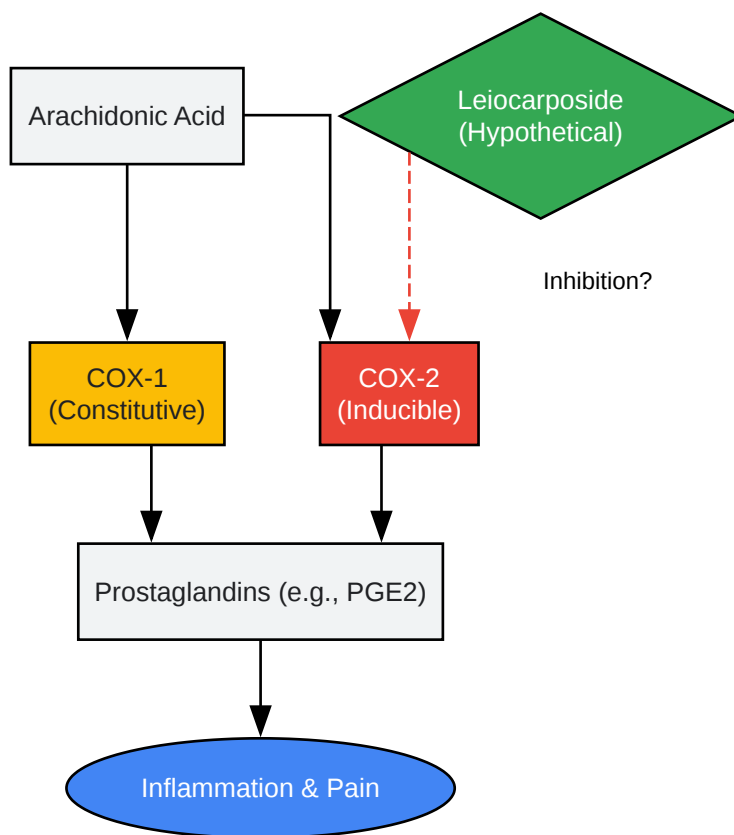 Arachidonic Acid
Leiocarposide
(Hypothetical)
Inhibition?
COX-1
(Constitutive)
COX-2
(Inducible)
Prostaglandins (e.g., PGE2)
Inflammation & Pain